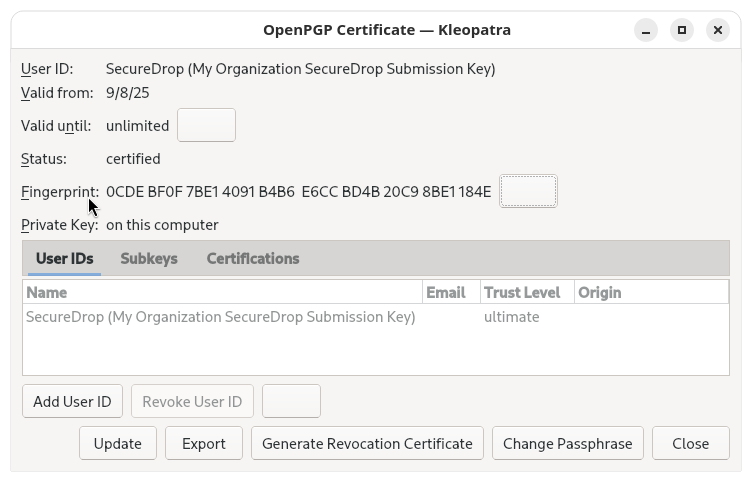 OpenPGP Certificate — Kleopatra
User ID: SecureDrop (My Organization SecureDrop Submission Key)
Valid from: 9/8/25
Valid until: unlimited
Status: certified
Fingerprint: 0CDE BF0F 7BE1 4091 B4B6 E6CC BD4B 20C9 8BE1 184E
Private Key: on this computer
User IDs Subkeys Certifications
Name Email Trust Level Origin
SecureDrop (My Organization SecureDrop Submission Key) ultimate
Add User ID Revoke User ID
Update Export Generate Revocation Certificate Change Passphrase Close